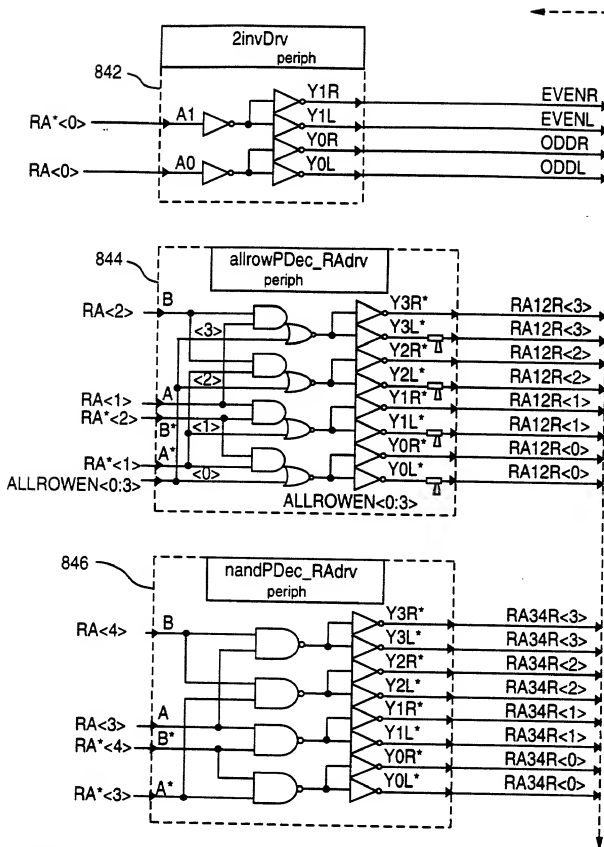 2invDrv
periph
842
RA*<0>
A1
Y1R
EVENR
Y1L
EVENL
Y0R
ODDR
RA<0>
A0
Y0L
ODDL
844
allrowPDec_RAdrv
periph
RA<2>
B
Y3R*
RA12R<3>
<3>
Y3L*
RA12R<3>
Y2R*
RA12R<2>
<2>
Y2L*
RA12R<2>
RA<1>
A
Y1R*
RA12R<1>
RA*<2>
B*
<1>
Y1L*
RA12R<1>
A*
Y0R*
RA12R<0>
RA*<1>
<0>
Y0L*
RA12R<0>
ALLROWEN<0:3>
ALLROWEN<0:3>
846
nandPDec_RAdrv
periph
RA<4>
B
Y3R*
RA34R<3>
Y3L*
RA34R<3>
Y2R*
RA34R<2>
Y2L*
RA34R<2>
RA<3>
A
Y1R*
RA34R<1>
RA*<4>
B*
Y1L*
RA34R<1>
Y0R*
RA34R<0>
RA*<3>
A*
Y0L*
RA34R<0>